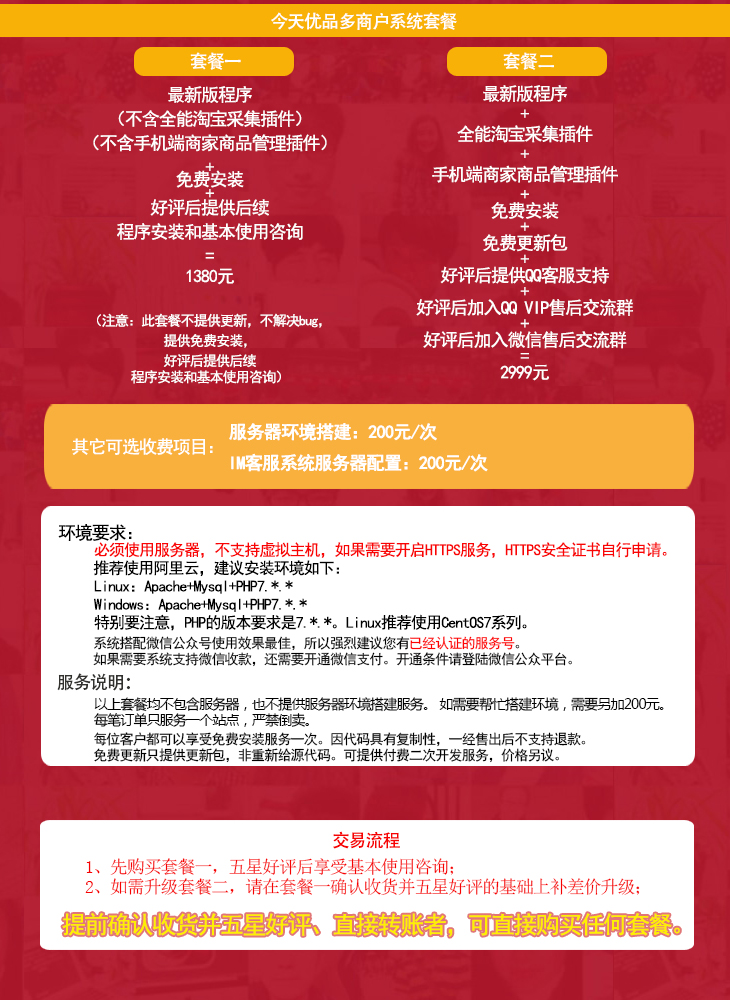 今天优品多商户系统套餐
套餐一
最新版程序
（不含全能淘宝采集插件）
（不含手机端商家商品管理插件）
+
免费安装
+
好评后提供后续
程序安装和基本使用咨询
=
1380元
（注意：此套餐不提供更新，不解决bug，
提供免费安装，
好评后提供后续
程序安装和基本使用咨询）
套餐二
最新版程序
+
全能淘宝采集插件
+
手机端商家商品管理插件
+
免费安装
+
免费更新包
+
好评后提供QQ客服支持
+
好评后加入QQ VIP售后交流群
+
好评后加入微信售后交流群
=
2999元
其它可选收费项目：
服务器环境搭建：200元/次
IM客服系统服务器配置：200元/次
环境要求：
必须使用服务器，不支持虚拟主机，如果需要开启HTTPS服务，HTTPS安全证书自行申请。
推荐使用阿里云，建议安装环境如下：
Linux：Apache+Mysql+PHP7.*.*
Windows：Apache+Mysql+PHP7.*.*
特别要注意，PHP的版本要求是7.*.*。Linux推荐使用CentOS7系列。
系统搭配微信公众号使用效果最佳，所以强烈建议您有已经认证的服务号。
如果需要系统支持微信收款，还需要开通微信支付。开通条件请登陆微信公众平台。
服务说明：
以上套餐均不包含服务器，也不提供服务器环境搭建服务。 如需要帮忙搭建环境，需要另加200元。
每笔订单只服务一个站点，严禁倒卖。
每位客户都可以享受免费安装服务一次。因代码具有复制性，一经售出后不支持退款。
免费更新只提供更新包，非重新给源代码。可提供付费二次开发服务，价格另议。
交易流程
1、先购买套餐一，五星好评后享受基本使用咨询；
2、如需升级套餐二，请在套餐一确认收货并五星好评的基础上补差价升级；
提前确认收货并五星好评、直接转账者，可直接购买任何套餐。